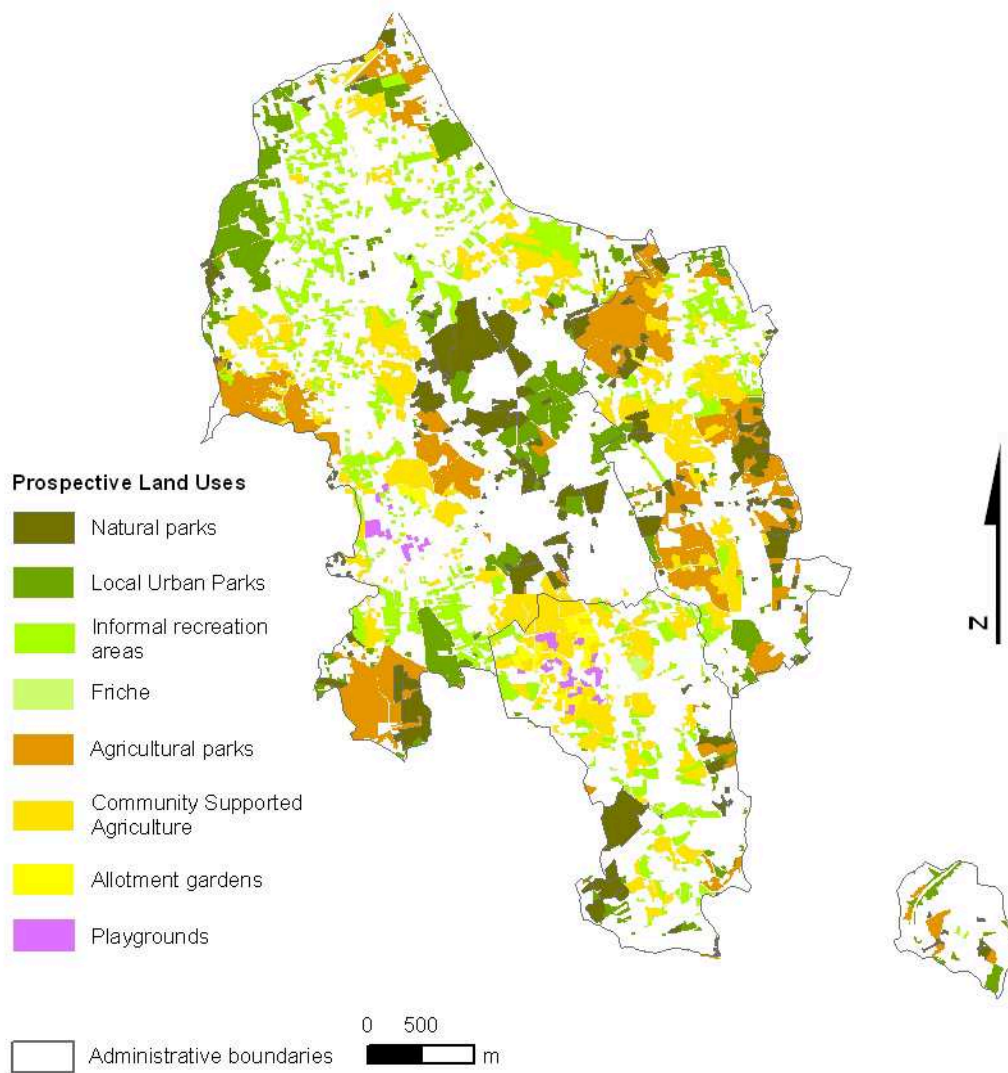 Prospective Land Uses
Natural parks
Local Urban Parks
Informal recreation
areas
Friche
Agricultural parks
Community Supported
Agriculture
Allotment gardens
Playgrounds
Administrative boundaries
0 500
m
N